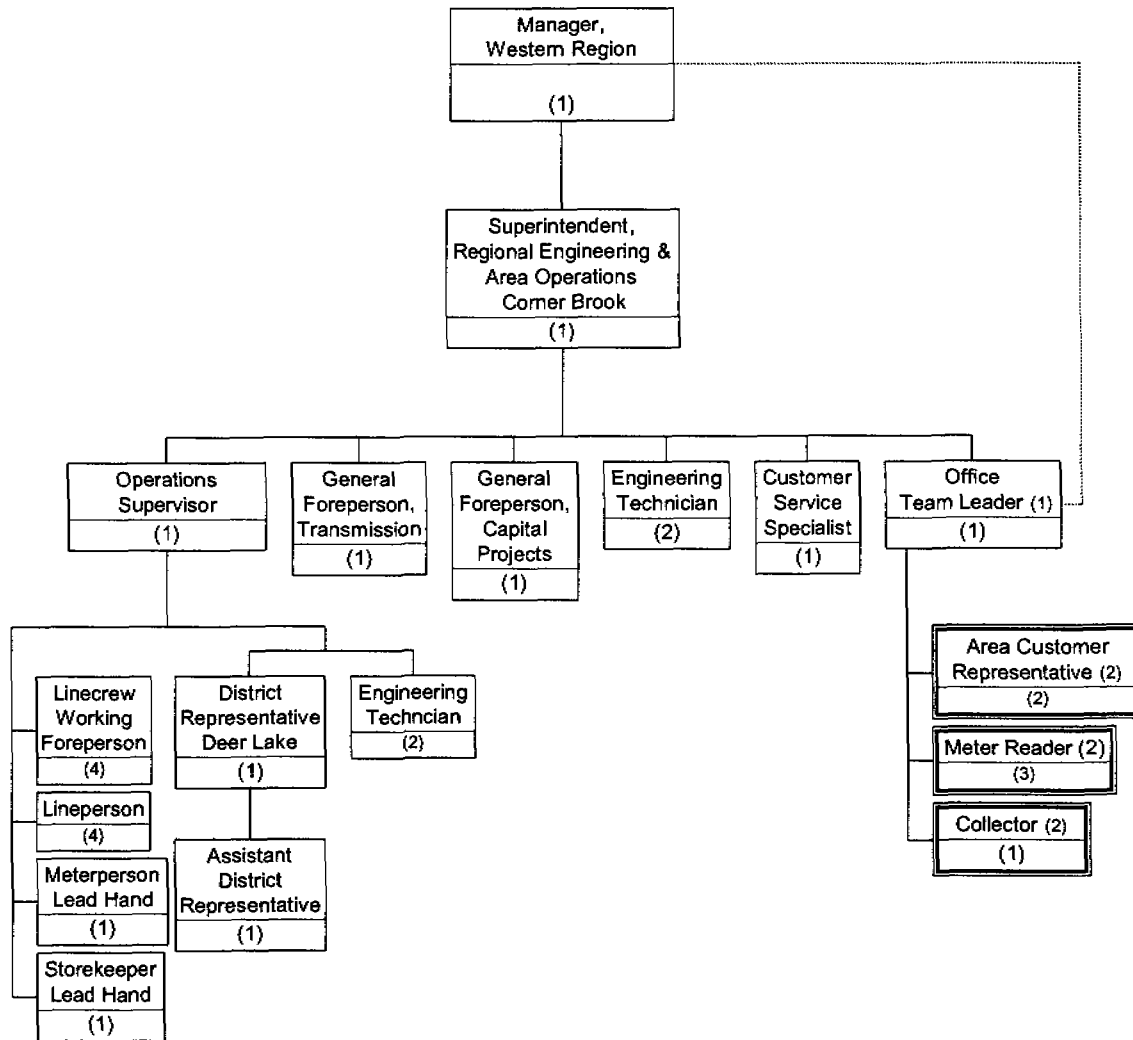 Manager,
Western Region
(1)
Superintendent,
Regional Engineering &
Area Operations
Corner Brook
(1)
Operations
Supervisor
(1)
General
Foreperson,
Transmission
(1)
General
Foreperson,
Capital
Projects
(1)
Engineering
Technician
(2)
Customer
Service
Specialist
(1)
Office
Team Leader (1)
(1)
Linecrew
Working
Foreperson
(4)
Lineperson
(4)
Meterperson
Lead Hand
(1)
Storekeeper
Lead Hand
(1)
District
Representative
Deer Lake
(1)
Assistant
District
Representative
(1)
Engineering
Techncian
(2)
Area Customer
Representative (2)
(2)
Meter Reader (2)
(3)
Collector (2)
(1)